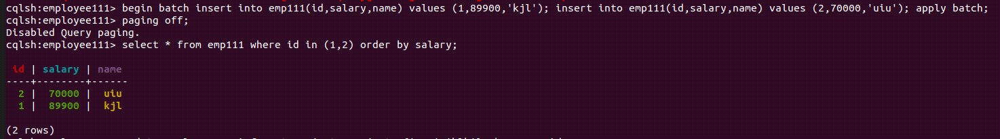 cqlsh:employee111> begin batch insert into emp111(id,salary,name) values (1,89900,'kjl'); insert into emp111(id,salary,name) values (2,70000,'uiu'); apply batch;
cqlsh:employee111> paging off;
Disabled Query paging.
cqlsh:employee111> select * from emp111 where id in (1,2) order by salary;
id | salary | name
----+--------+------
2 | 70000 | uiu
1 | 89900 | kjl
(2 rows)